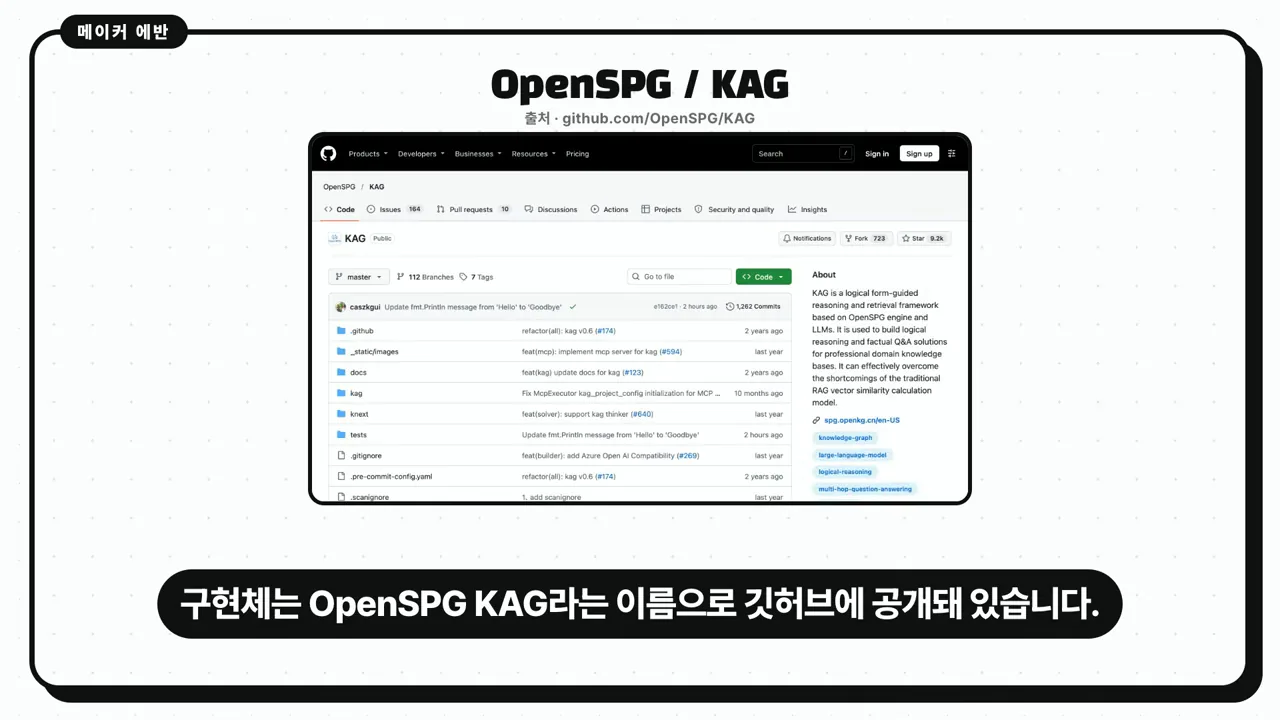 메이커 에반
OpenSPG / KAG
출처 · github.com/OpenSPG/KAG
Products Developers Businesses Resources Pricing Search / Sign in Sign up
OpenSPG / KAG
Code Issues 164 Pull requests 10 Discussions Actions Projects Security and quality Insights
KAG Public Notifications Fork 723 Star 9.2k
master 112 Branches 7 Tags Go to file Code
caszkgui Update fmt.Println message from 'Hello' to 'Goodbye' e162ce1 · 2 hours ago 1,262 Commits
.github refactor(all): kag v0.6 (#174) 2 years ago
_static/images feat(mcp): implement mcp server for kag (#594) last year
docs feat(kag) update docs for kag (#123) 2 years ago
kag Fix McpExecutor kag_project_config initialization for MCP ... 10 months ago
knext feat(solver): support kag thinker (#640) last year
tests Update fmt.Println message from 'Hello' to 'Goodbye' 2 hours ago
.gitignore feat(builder): add Azure Open AI Compatibility (#269) last year
.pre-commit-config.yaml refactor(all): kag v0.6 (#174) 2 years ago
.scanignore 1、add scanignore last year
About
KAG is a logical form-guided
reasoning and retrieval framework
based on OpenSPG engine and
LLMs. It is used to build logical
reasoning and factual Q&A solutions
for professional domain knowledge
bases. It can effectively overcome
the shortcomings of the traditional
RAG vector similarity calculation
model.
spg.openkg.cn/en-US
knowledge-graph
large-language-model
logical-reasoning
multi-hop-question-answering
구현체는 OpenSPG KAG라는 이름으로 깃허브에 공개돼 있습니다.